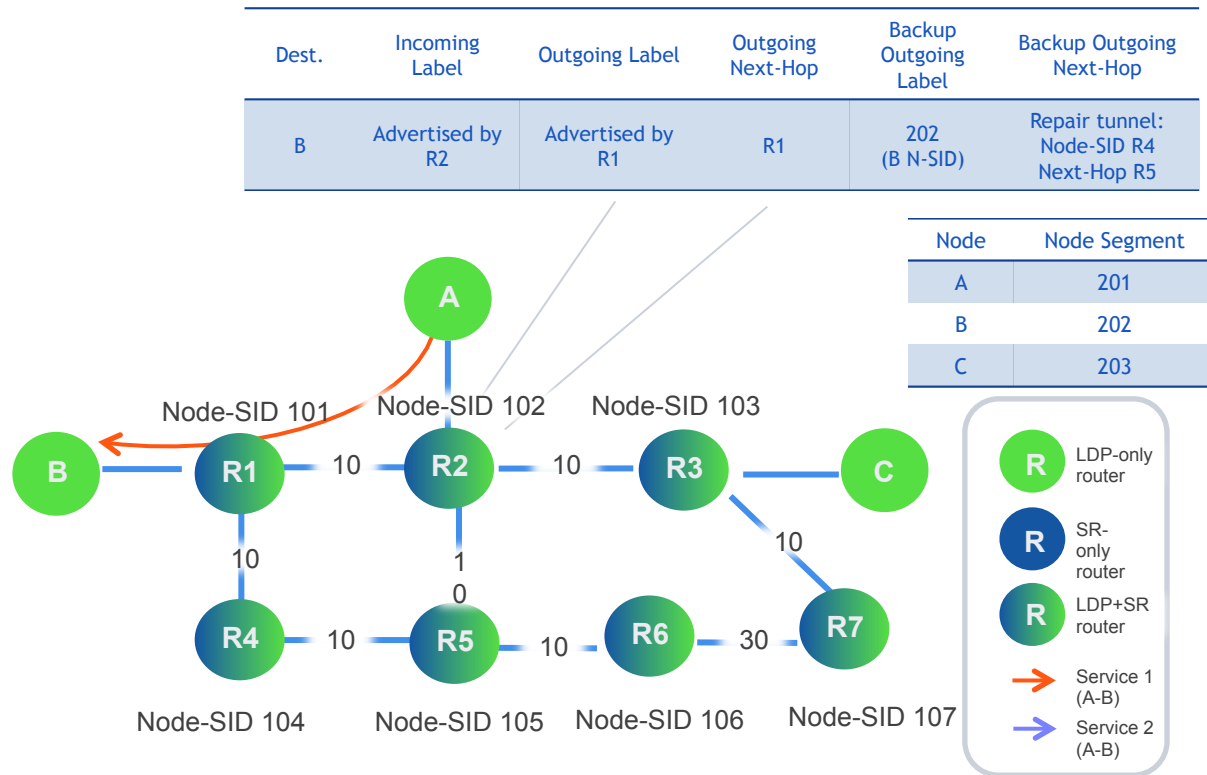 Dest.
Incoming
Label
Outgoing Label
Outgoing
Next-Hop
Backup
Outgoing
Label
Backup Outgoing
Next-Hop
B
Advertised by
R2
Advertised by
R1
R1
202
(B N-SID)
Repair tunnel:
Node-SID R4
Next-Hop R5
Node
Node Segment
A
201
B
202
C
203
A
Node-SID 101
Node-SID 102
Node-SID 103
B
R1
10
R2
10
R3
C
10
1
0
10
R4
10
R5
10
R6
30
R7
Node-SID 104
Node-SID 105
Node-SID 106
Node-SID 107
R
LDP-only
router
R
SR-
only
router
R
LDP+SR
router
Service 1
(A-B)
Service 2
(A-B)